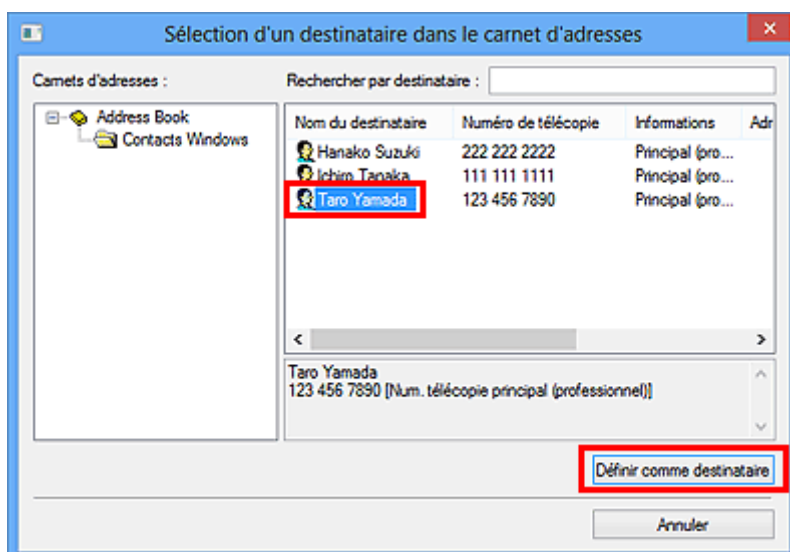 Sélection d'un destinataire dans le carnet d'adresses
Carnets d'adresses :
Rechercher par destinataire :
Address Book
Contacts Windows
Nom du destinataire Numéro de télécopie Informations Adr
Hanako Suzuki 222 222 2222 Principal (pro...
Ichiro Tanaka 111 111 1111 Principal (pro...
Taro Yamada 123 456 7890 Principal (pro...
Taro Yamada
123 456 7890 [Num. télécopie principal (professionnel)]
Définir comme destinataire
Annuler